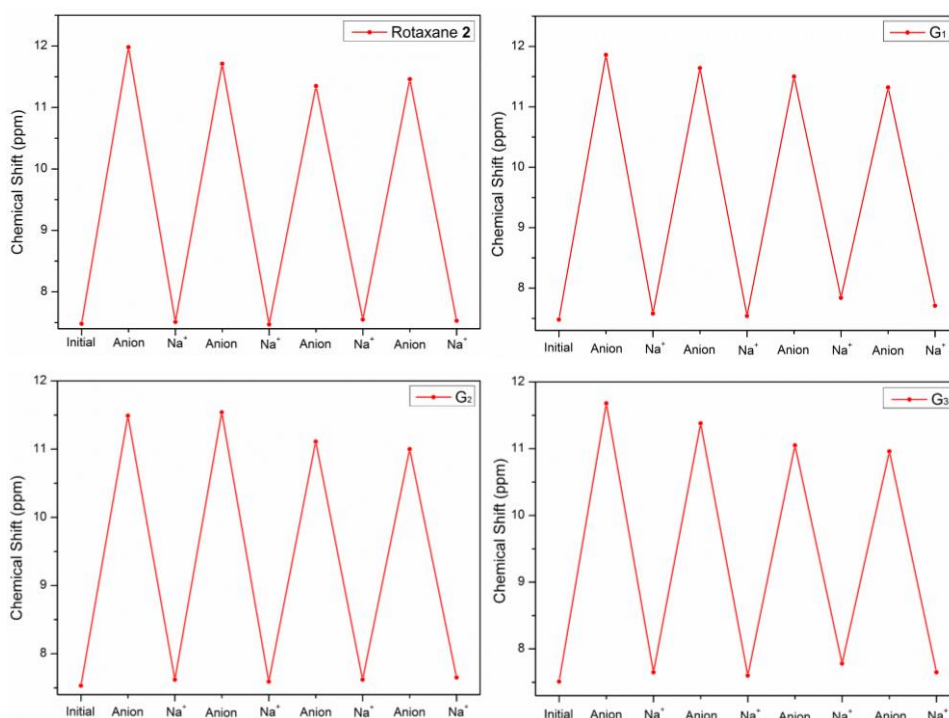 Rotaxane 2
Chemical Shift (ppm)
12
11
10
9
8
Initial Anion Na⁺ Anion Na⁺ Anion Na⁺ Anion Na⁺
G₁
Chemical Shift (ppm)
12
11
10
9
8
Initial Anion Na⁺ Anion Na⁺ Anion Na⁺ Anion Na⁺
G₂
Chemical Shift (ppm)
12
11
10
9
8
Initial Anion Na⁺ Anion Na⁺ Anion Na⁺ Anion Na⁺
G₃
Chemical Shift (ppm)
12
11
10
9
8
Initial Anion Na⁺ Anion Na⁺ Anion Na⁺ Anion Na⁺